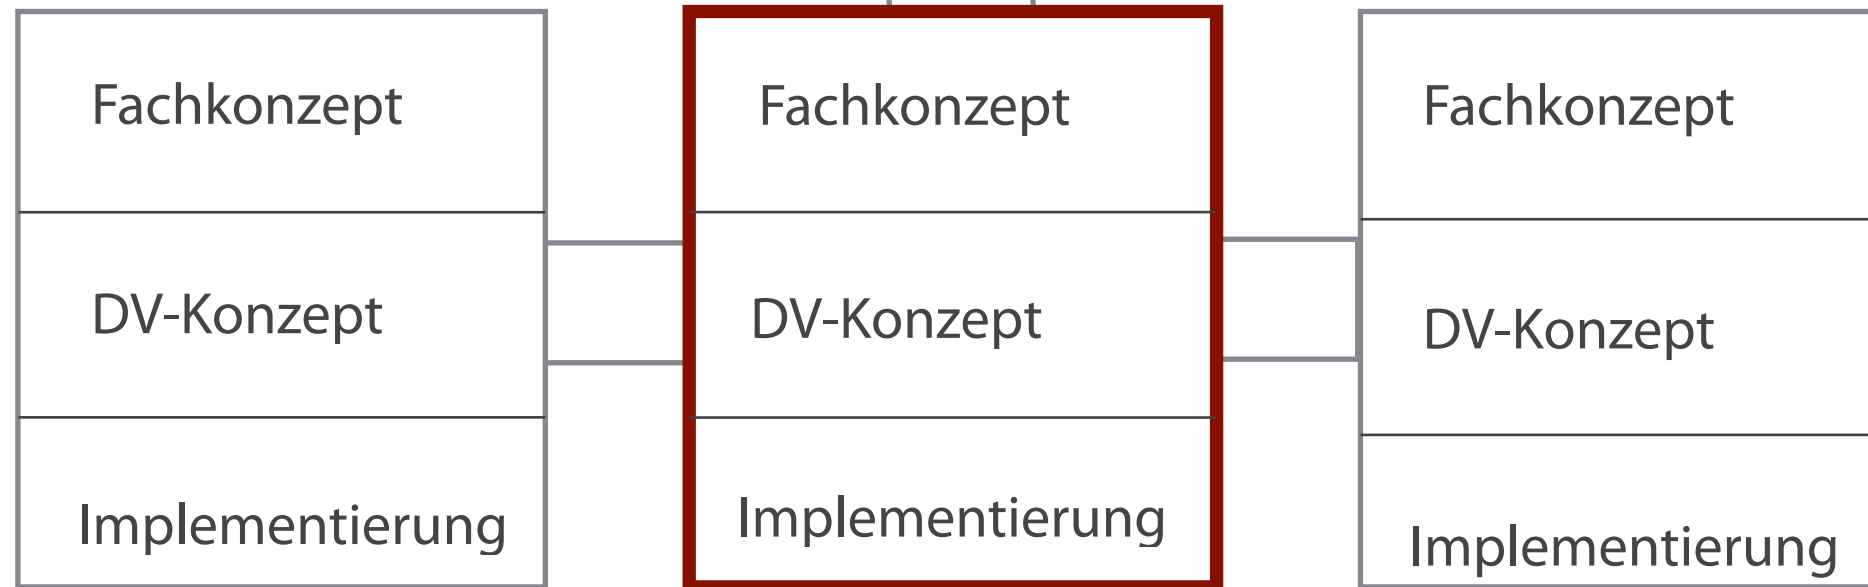 Fachkonzept
DV-Konzept
Implementierung
Fachkonzept
DV-Konzept
Implementierung
Fachkonzept
DV-Konzept
Implementierung